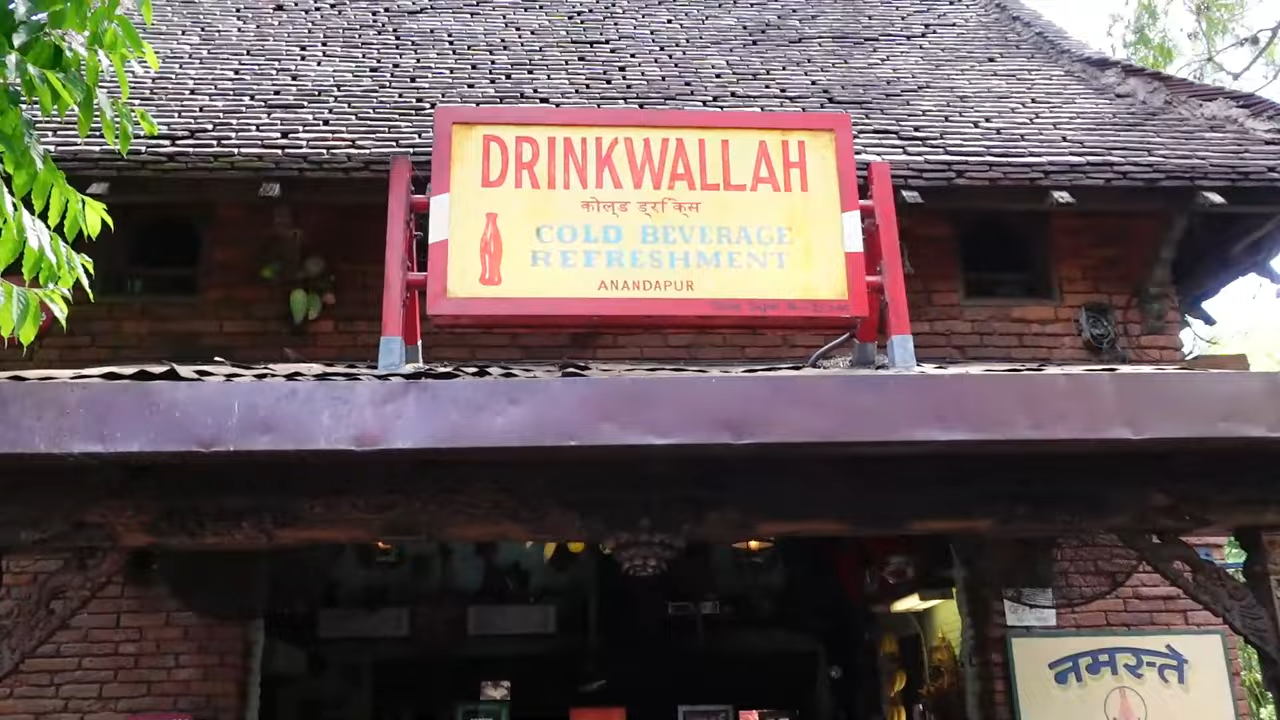 DRINKWALLAH
कोल्ड ड्रिंक्स
COLD BEVERAGE
REFRESHMENT
ANANDAPUR
नमस्ते